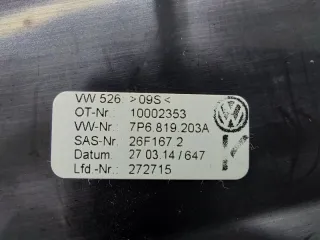 VW 526 >09S<
OT-Nr. 10002353
VW-Nr. 7P6.819.203A
SAS-Nr. 26F167 2
Datum 27 03.14 / 647
Lfd.-Nr.: 272715